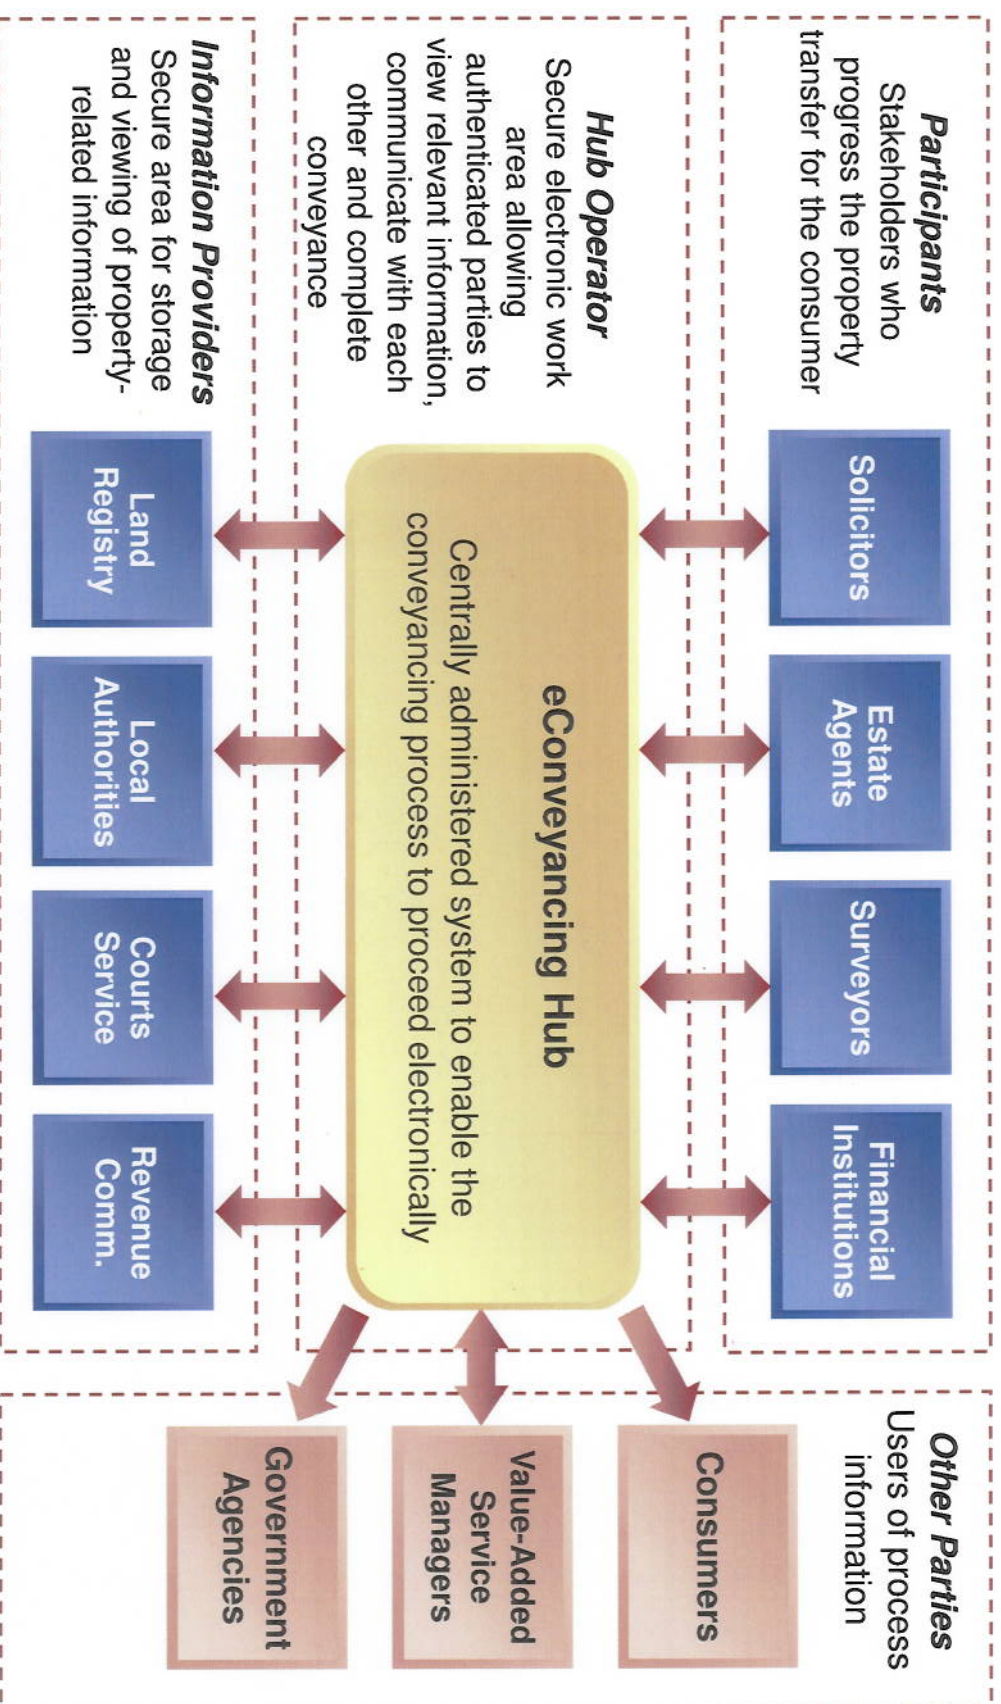 Participants
Stakeholders who
progress the property
transfer for the consumer
Solicitors
Estate
Agents
Surveyors
Financial
Institutions
Hub Operator
Secure electronic work
area allowing
authenticated parties to
view relevant information,
communicate with each
other and complete
conveyance
eConveyancing Hub
Centrally administered system to enable the
conveyancing process to proceed electronically
Information Providers
Secure area for storage
and viewing of property-
related information
Land
Registry
Local
Authorities
Courts
Service
Revenue
Comm.
Other Parties
Users of process
information
Consumers
Value-Added
Service
Managers
Government
Agencies